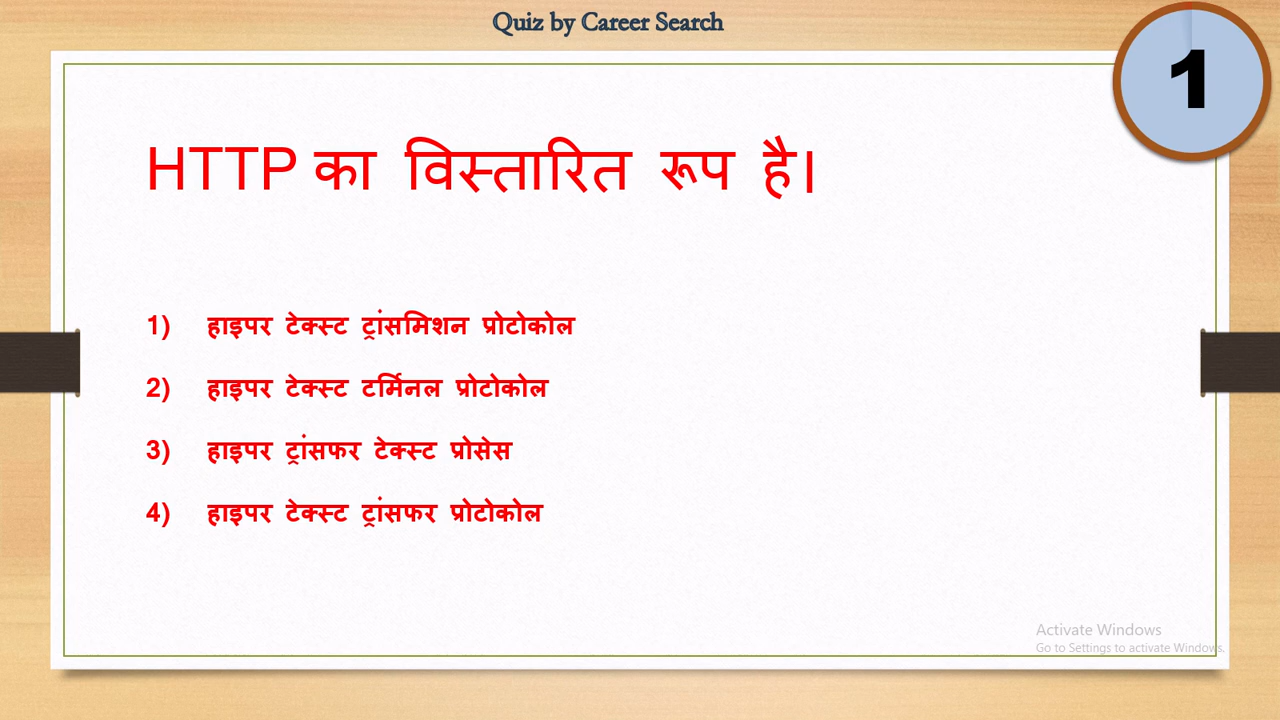 Quiz by Career Search
1
HTTP का विस्तारित रूप है।
1) हाइपर टेक्स्ट ट्रांसमिशन प्रोटोकोल
2) हाइपर टेक्स्ट टर्मिनल प्रोटोकोल
3) हाइपर ट्रांसफर टेक्स्ट प्रोसेस
4) हाइपर टेक्स्ट ट्रांसफर प्रोटोकोल
Activate Windows
Go to Settings to activate Windows.